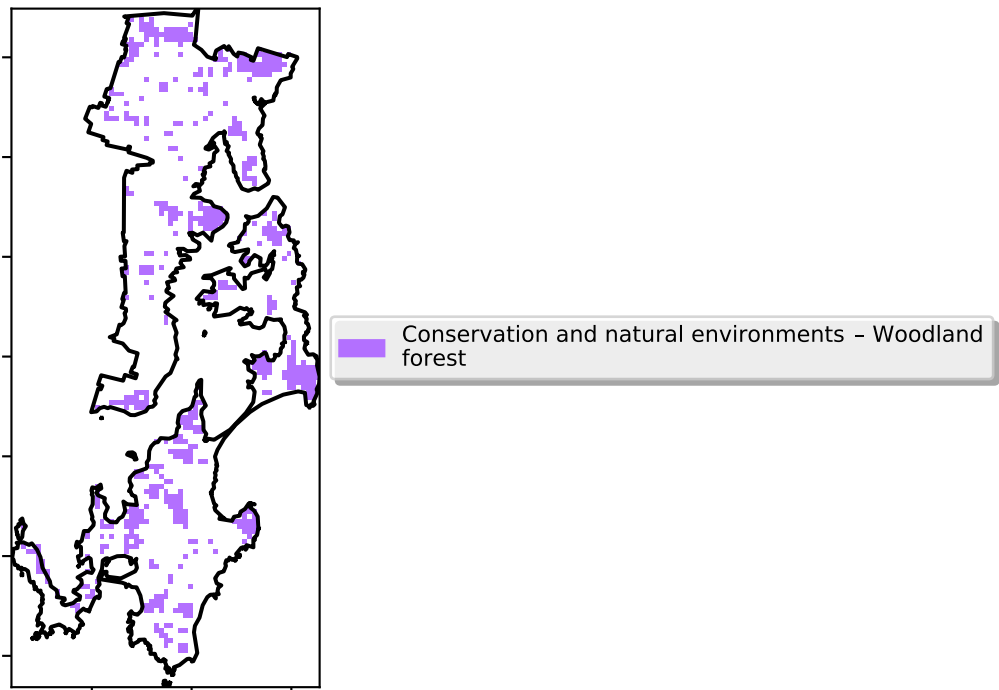 Conservation and natural environments – Woodland
forest